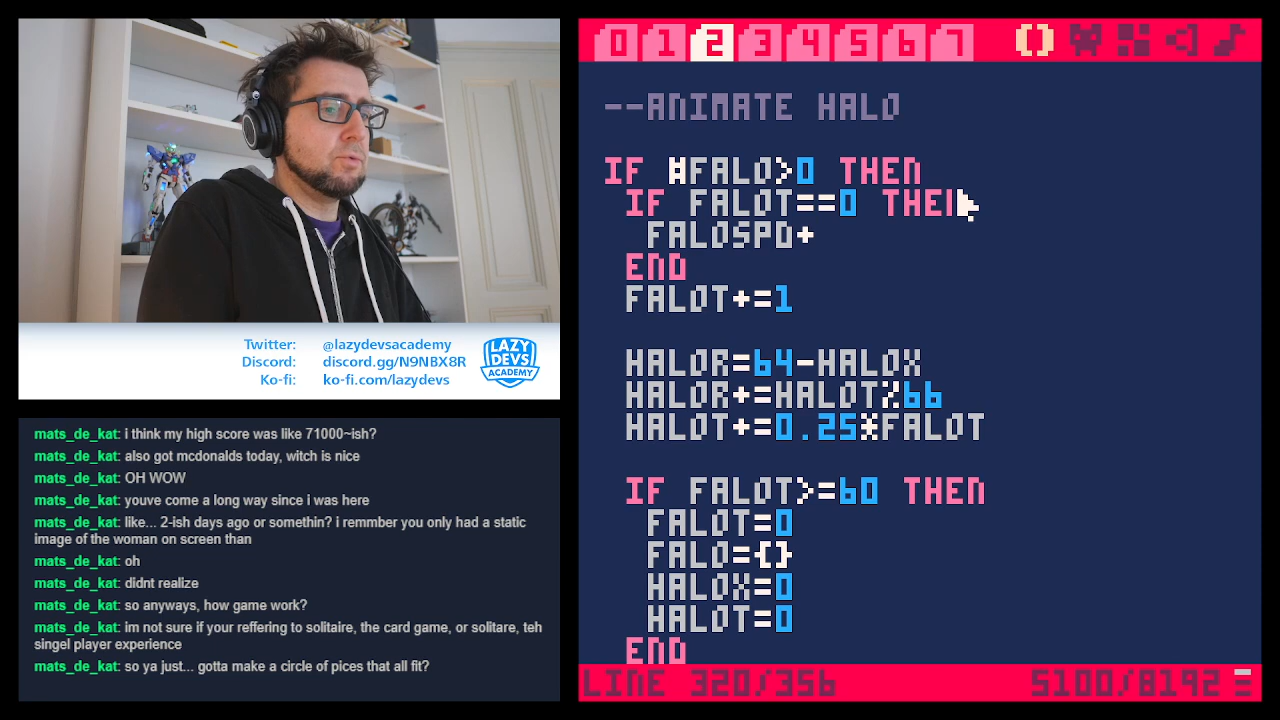 Twitter: @lazydevsacademy
Discord: discord.gg/N9NBX8R
Ko-fi: ko-fi.com/lazydevs
LAZY
DEVS
ACADEMY
mats_de_kat: i think my high score was like 71000~ish?
mats_de_kat: also got mcdonalds today, witch is nice
mats_de_kat: OH WOW
mats_de_kat: youve come a long way since i was here
mats_de_kat: like... 2-ish days ago or somethin? i remmber you only had a static
image of the woman on screen than
mats_de_kat: oh
mats_de_kat: didnt realize
mats_de_kat: so anyways, how game work?
mats_de_kat: im not sure if your reffering to solitaire, the card game, or solitare, teh
singel player experience
mats_de_kat: so ya just... gotta make a circle of pices that all fit?
0 1 2 3 4 5 6 7 ()
--ANIMATE HALO
IF #FALO>0 THEN
IF FALOT==0 THEN
FALOSPD+
END
FALOT+=1
HALOR=64-HALOX
HALOR+=HALOT%66
HALOT+=0.25*FALOT
IF FALOT>=60 THEN
FALOT=0
FALO={}
HALOX=0
HALOT=0
END
LINE 320/356 5100/8192